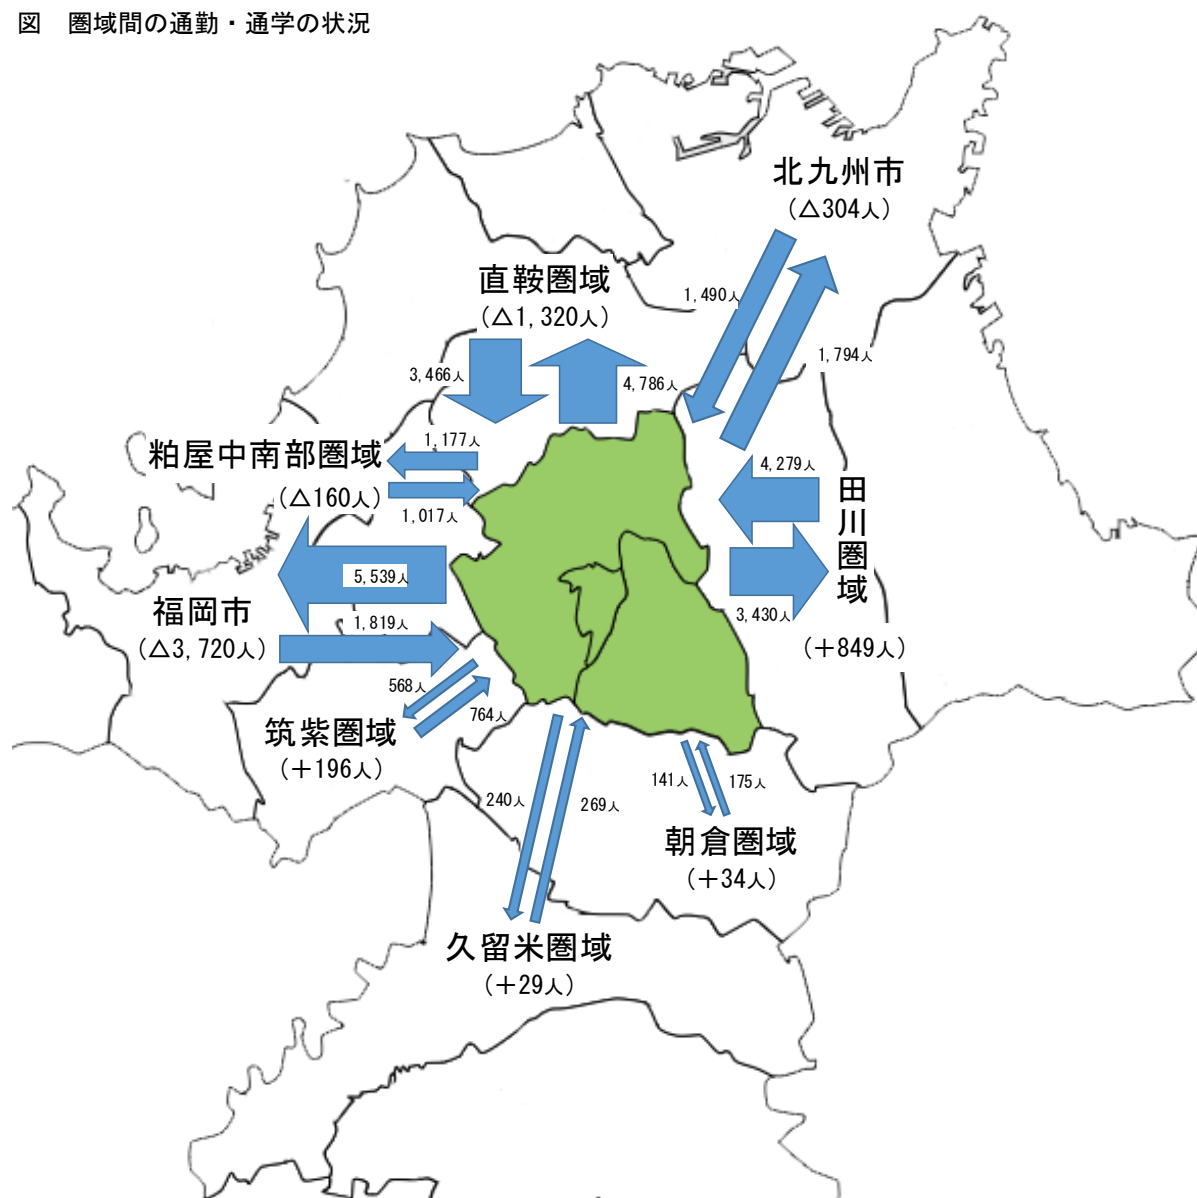 図　圏域間の通勤・通学の状況
北九州市
(△304人)
直鞍圏域
(△1,320人)
1,490人
1,794人
3,466人
4,786人
粕屋中南部圏域
(△160人)
1,177人
1,017人
4,279人
3,430人
田川圏域
(＋849人)
5,539人
1,819人
福岡市
(△3,720人)
568人
764人
筑紫圏域
(＋196人)
240人
269人
141人
175人
朝倉圏域
(＋34人)
久留米圏域
(＋29人)